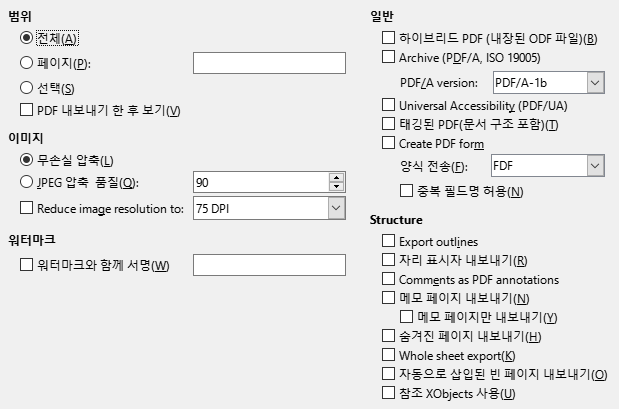 범위
전체(A)
페이지(P):
선택(S)
PDF 내보내기 한 후 보기(V)
이미지
무손실 압축(L)
JPEG 압축 품질(Q): 90
Reduce image resolution to: 75 DPI
워터마크
워터마크와 함께 서명(W)
일반
하이브리드 PDF (내장된 ODF 파일)(B)
Archive (PDF/A, ISO 19005)
PDF/A version: PDF/A-1b
Universal Accessibility (PDF/UA)
태깅된 PDF(문서 구조 포함)(T)
Create PDF form
양식 전송(F): FDF
중복 필드명 허용(N)
Structure
Export outlines
자리 표시자 내보내기(R)
Comments as PDF annotations
메모 페이지 내보내기(N)
메모 페이지만 내보내기(Y)
숨겨진 페이지 내보내기(H)
Whole sheet export(K)
자동으로 삽입된 빈 페이지 내보내기(O)
참조 XObjects 사용(U)